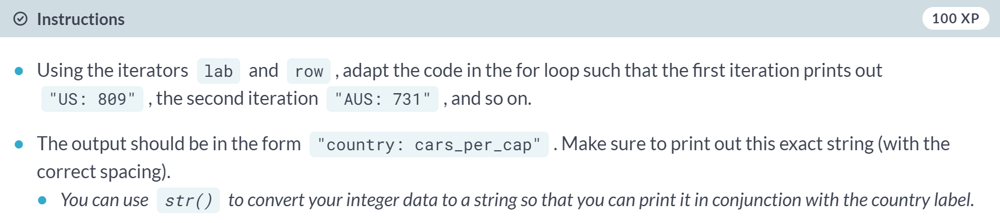 Instructions
100 XP
Using the iterators lab and row , adapt the code in the for loop such that the first iteration prints out
"US: 809" , the second iteration "AUS: 731" , and so on.
The output should be in the form "country: cars_per_cap" . Make sure to print out this exact string (with the
correct spacing).
You can use str() to convert your integer data to a string so that you can print it in conjunction with the country label.